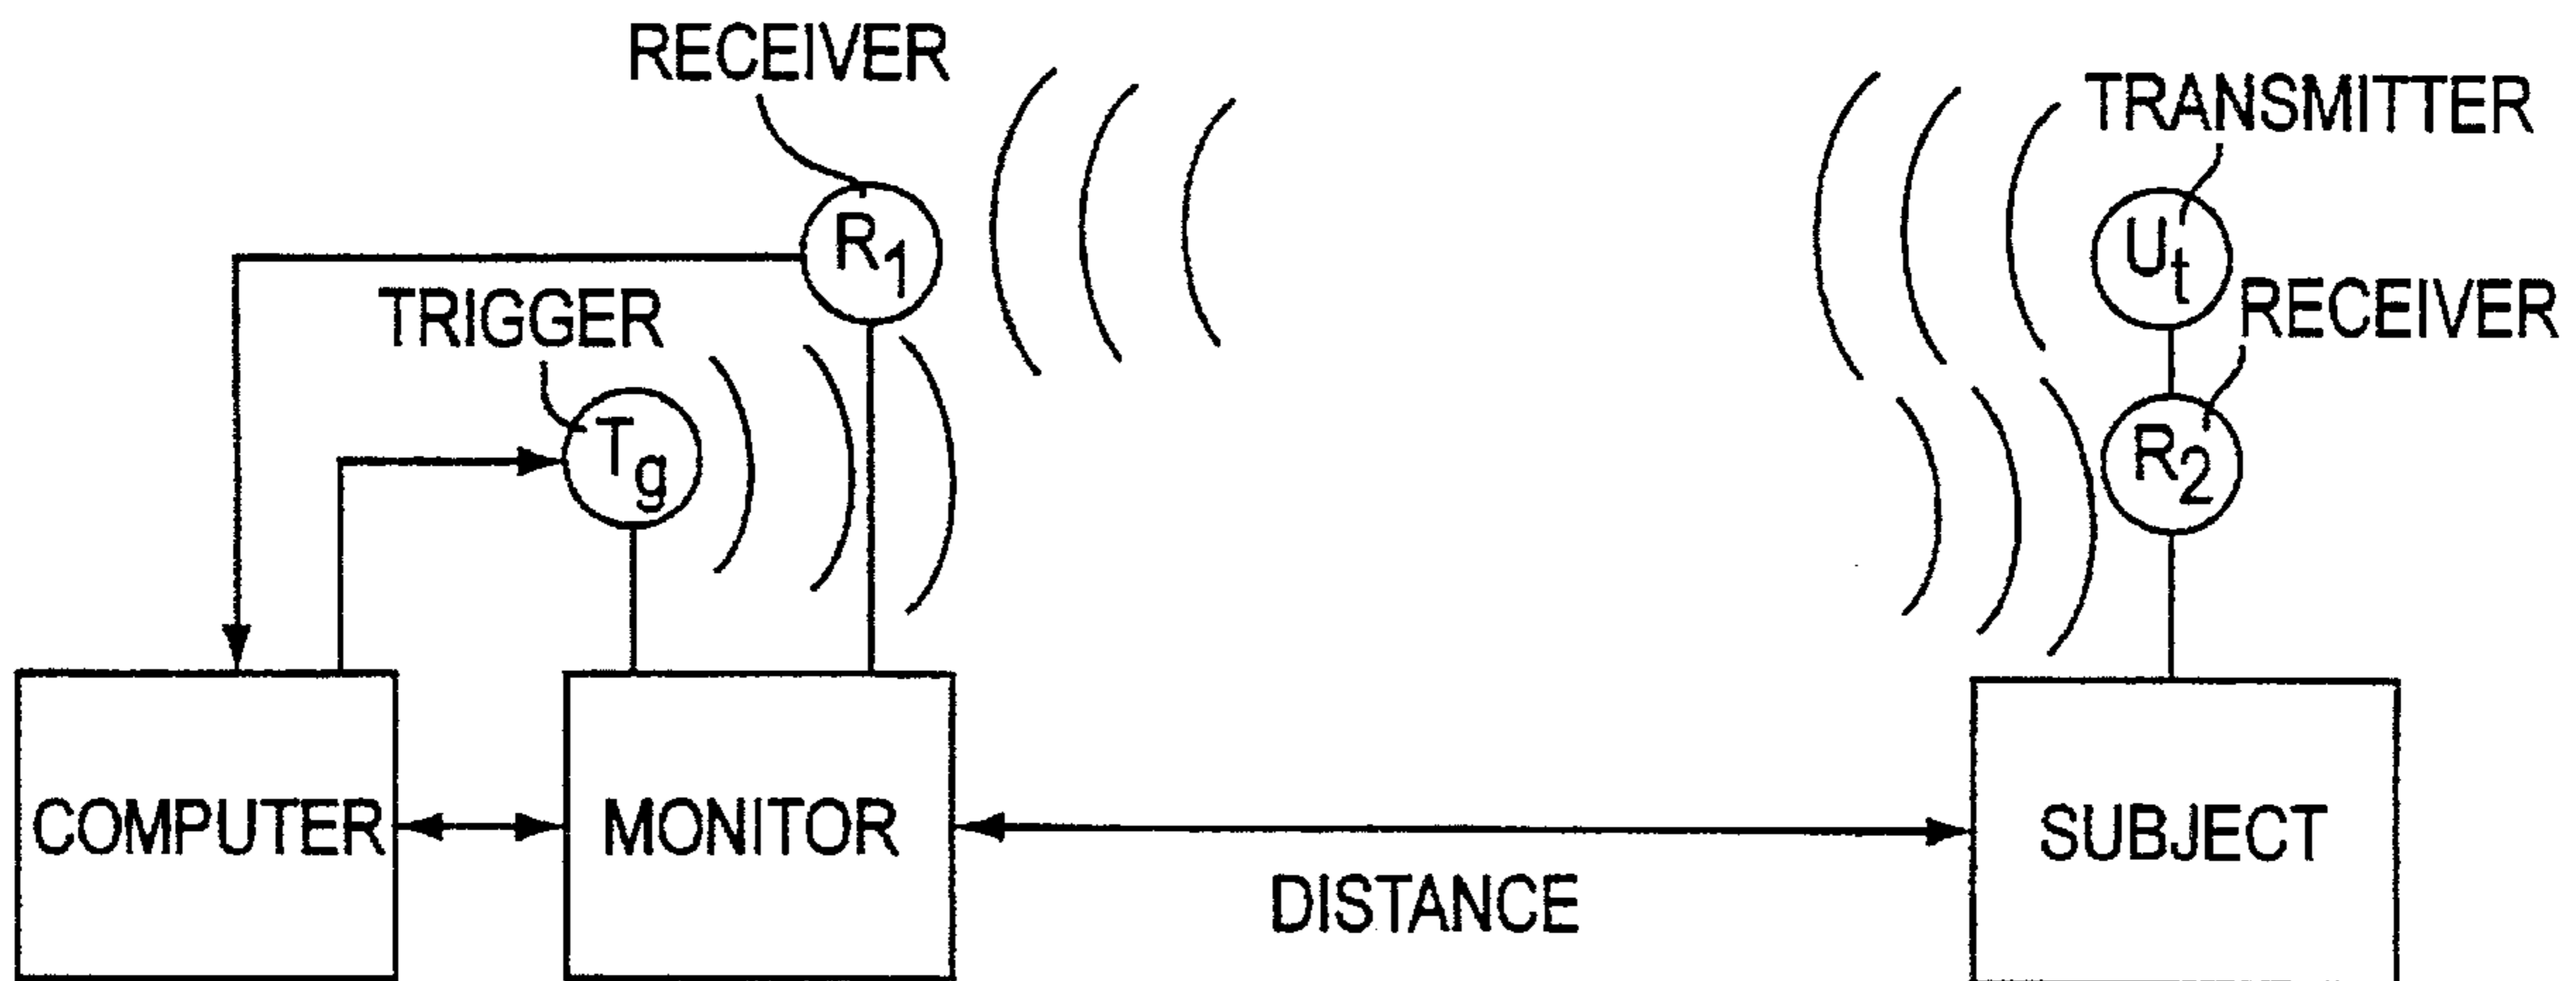 RECEIVER
TRANSMITTER
R1
Ut
TRIGGER
RECEIVER
Tg
R2
COMPUTER
MONITOR
SUBJECT
DISTANCE